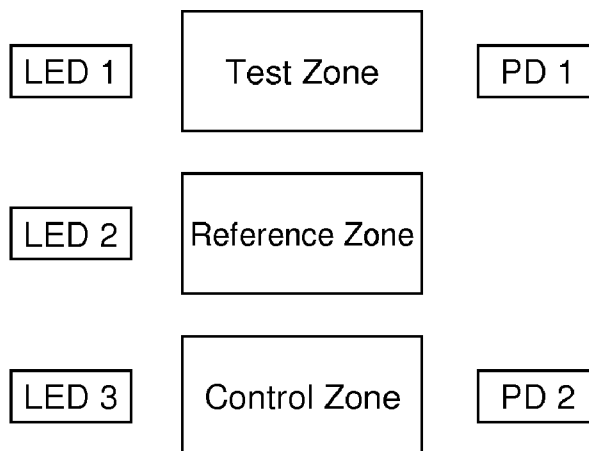 LED 1 Test Zone PD 1
LED 2 Reference Zone
LED 3 Control Zone PD 2